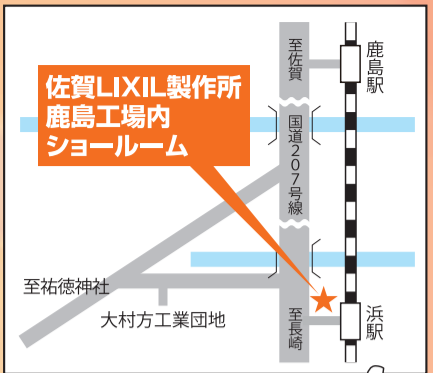 佐賀LIXIL製作所
鹿島工場内
ショールーム
至佐賀
鹿島駅
国道207号線
至祐徳神社
大村方工業団地
至長崎
浜駅